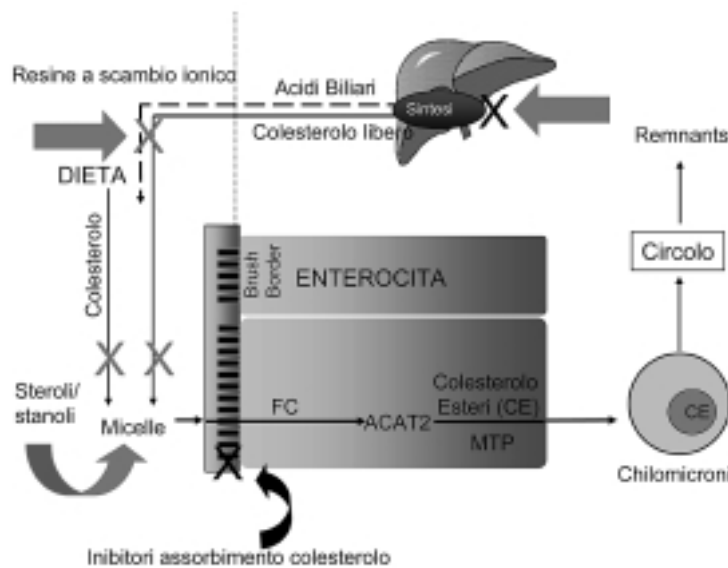 Resine a scambio ionico
Acidi Biliari
Sintesi
Colesterolo libero
Remnants
DIETA
Colesterolo
Circolo
Brush
Border
ENTEROCITA
Steroli/
stanoli
Micelle
FC
ACAT2
Colesterolo
Esteri (CE)
MTP
CE
Chilomicroni
Inibitori assorbimento colesterolo